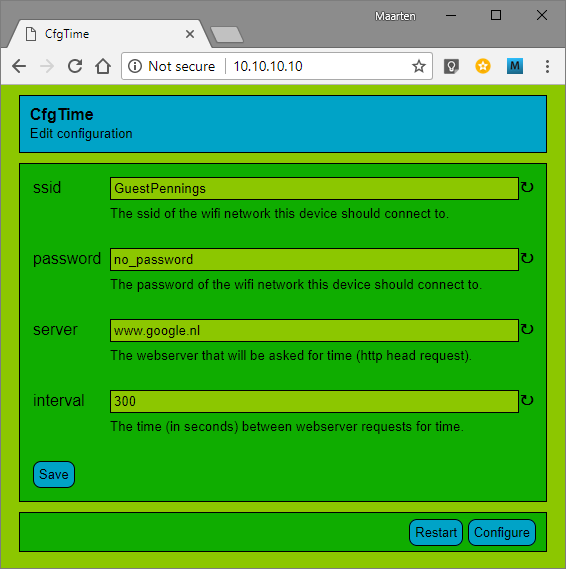 Maarten
CfgTime
Not secure 10.10.10.10
M
CfgTime
Edit configuration
ssid GuestPennings
The ssid of the wifi network this device should connect to.
password no_password
The password of the wifi network this device should connect to.
server www.google.nl
The webserver that will be asked for time (http head request).
interval 300
The time (in seconds) between webserver requests for time.
Save
Restart Configure